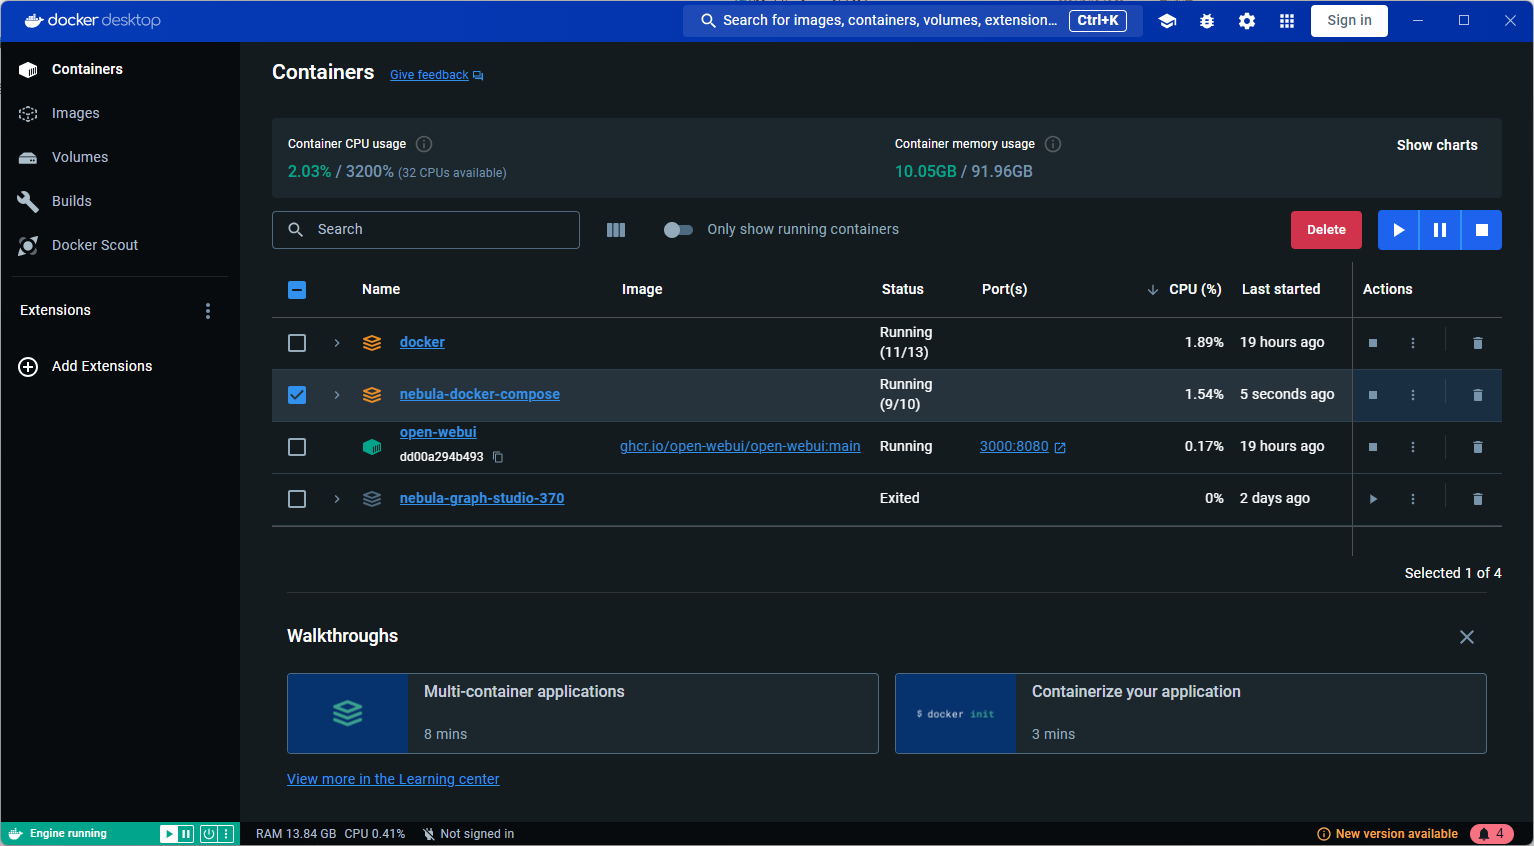 docker desktop
Search for images, containers, volumes, extension... Ctrl+K
Sign in
Containers
Images
Volumes
Builds
Docker Scout
Extensions
Add Extensions
Containers Give feedback
Container CPU usage
2.03% / 3200% (32 CPUs available)
Container memory usage
10.05GB / 91.96GB
Show charts
Search
Only show running containers
Delete
Name Image Status Port(s) CPU (%) Last started Actions
docker Running (11/13) 1.89% 19 hours ago
nebula-docker-compose Running (9/10) 1.54% 5 seconds ago
open-webui
dd00a294b493
ghcr.io/open-webui/open-webui:main Running 3000:8080 0.17% 19 hours ago
nebula-graph-studio-370 Exited 0% 2 days ago
Selected 1 of 4
Walkthroughs
Multi-container applications
8 mins
$ docker init
Containerize your application
3 mins
View more in the Learning center
Engine running
RAM 13.84 GB CPU 0.41% Not signed in
New version available 4